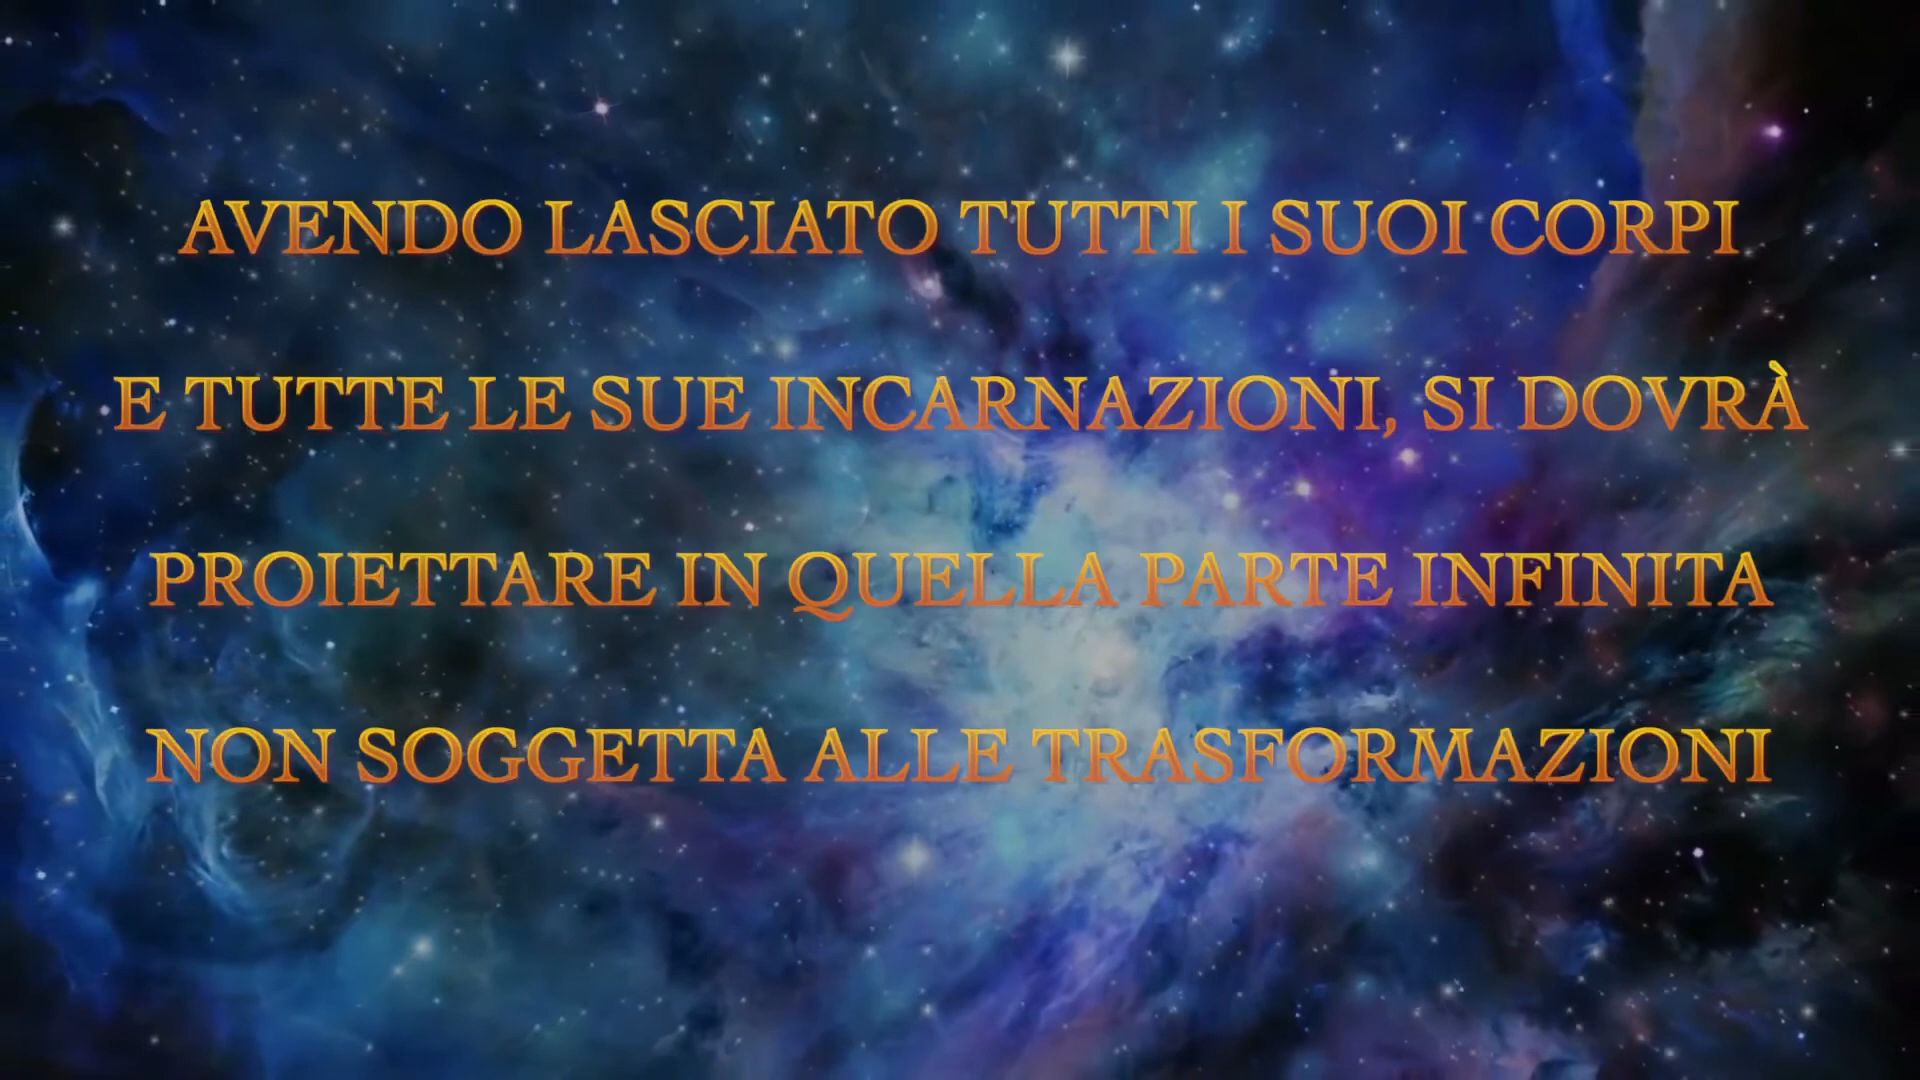 AVENDO LASCIATO TUTTI I SUOI CORPI
E TUTTE LE SUE INCARNAZIONI, SI DOVRÀ
PROIETTARE IN QUELLA PARTE INFINITA
NON SOGGETTA ALLE TRASFORMAZIONI